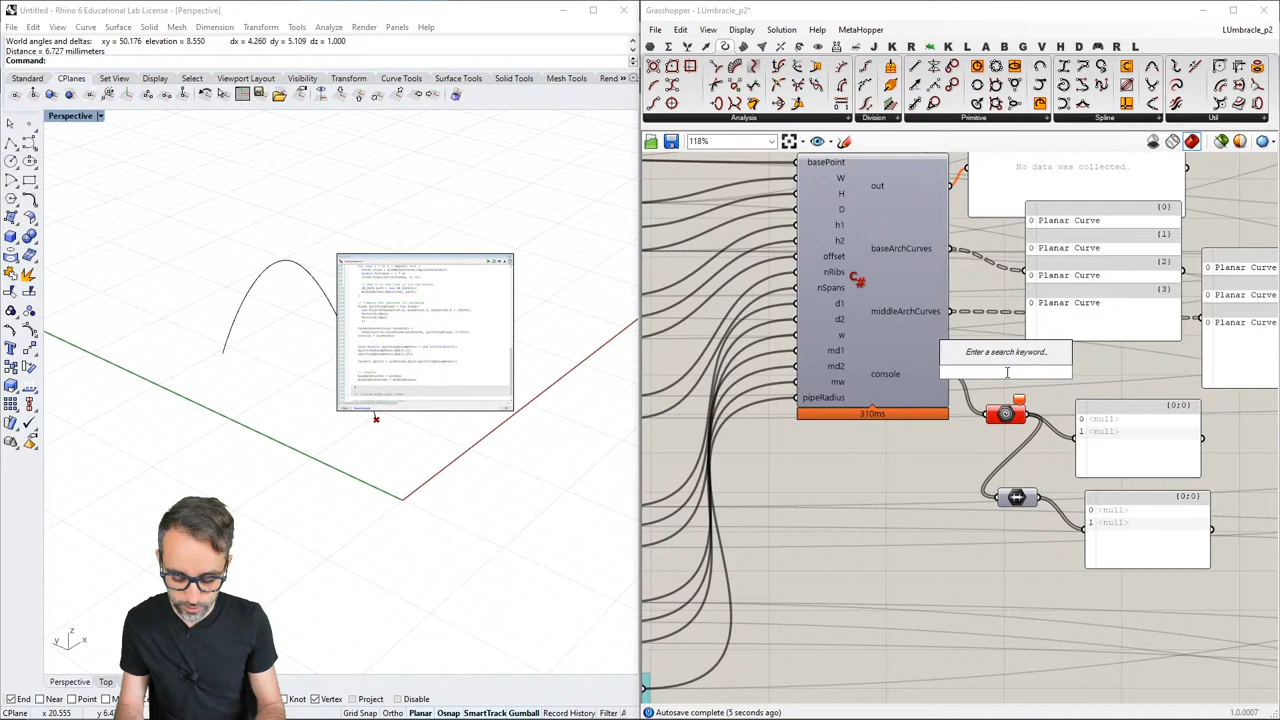 Untitled - Rhino 6 Educational Lab License - [Perspective]
File Edit View Curve Surface Solid Mesh Dimension Transform Tools Analyze Render Panels Help
World angles and deltas: xy = 50.176 elevation = 8.550 dx = 4.260 dy = 5.109 dz = 1.000
Distance = 6.727 millimeters
Command:
Standard CPlanes Set View Display Select Viewport Layout Visibility Transform Curve Tools Surface Tools Solid Tools Mesh Tools Rend
Perspective
z
y x
Perspective Top
End Near Point Knot Vertex Project Disable
CPlane x 20.555 Grid Snap Ortho Planar Osnap SmartTrack Gumball Record History Filter
Grasshopper - LUmbracle_p2*
File Edit View Display Solution Help MetaHopper LUmbracle_p2
Analysis Division Primitive Spline Util
118%
basePoint
W
H
D
h1
h2
offset
nRibs
nSpans
d1
d2
w
md1
md2
mw
pipeRadius
C#
out
baseArchCurves
middleArchCurves
console
310ms
No data was collected...
{0}
0 Planar Curve
{1}
0 Planar Curve
{2}
0 Planar Curve
{3}
0 Planar Curve
0 Planar Curve
0 Planar Curve
0 Planar Curv
Enter a search keyword...
{0;0}
0 <null>
1 <null>
{0;0}
0 <null>
1 <null>
Autosave complete (5 seconds ago)
1.0.0007